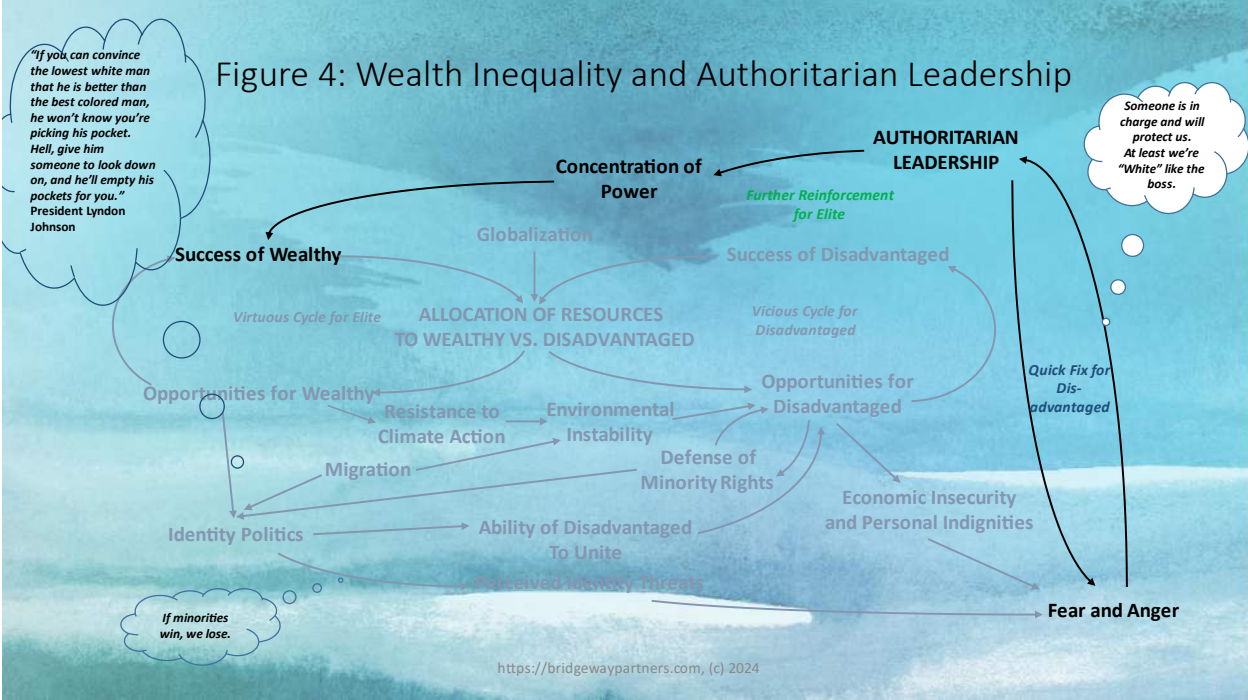 Figure 4: Wealth Inequality and Authoritarian Leadership
“If you can convince
the lowest white man
that he is better than
the best colored man,
he won’t know you’re
picking his pocket.
Hell, give him
someone to look down
on, and he’ll empty his
pockets for you.”
President Lyndon
Johnson
Someone is in
charge and will
protect us.
At least we’re
“White” like the
boss.
AUTHORITARIAN
LEADERSHIP
Concentration of
Power
Further Reinforcement
for Elite
Globalization
Success of Wealthy
Success of Disadvantaged
Virtuous Cycle for Elite
ALLOCATION OF RESOURCES
TO WEALTHY VS. DISADVANTAGED
Vicious Cycle for
Disadvantaged
Quick Fix for
Dis-
advantaged
Opportunities for Wealthy
Opportunities for
Disadvantaged
Resistance to
Climate Action
Environmental
Instability
Migration
Defense of
Minority Rights
Economic Insecurity
and Personal Indignities
Identity Politics
Ability of Disadvantaged
To Unite
Perceived Identity Threats
Fear and Anger
If minorities
win, we lose.
https://bridgewaypartners.com, (c) 2024